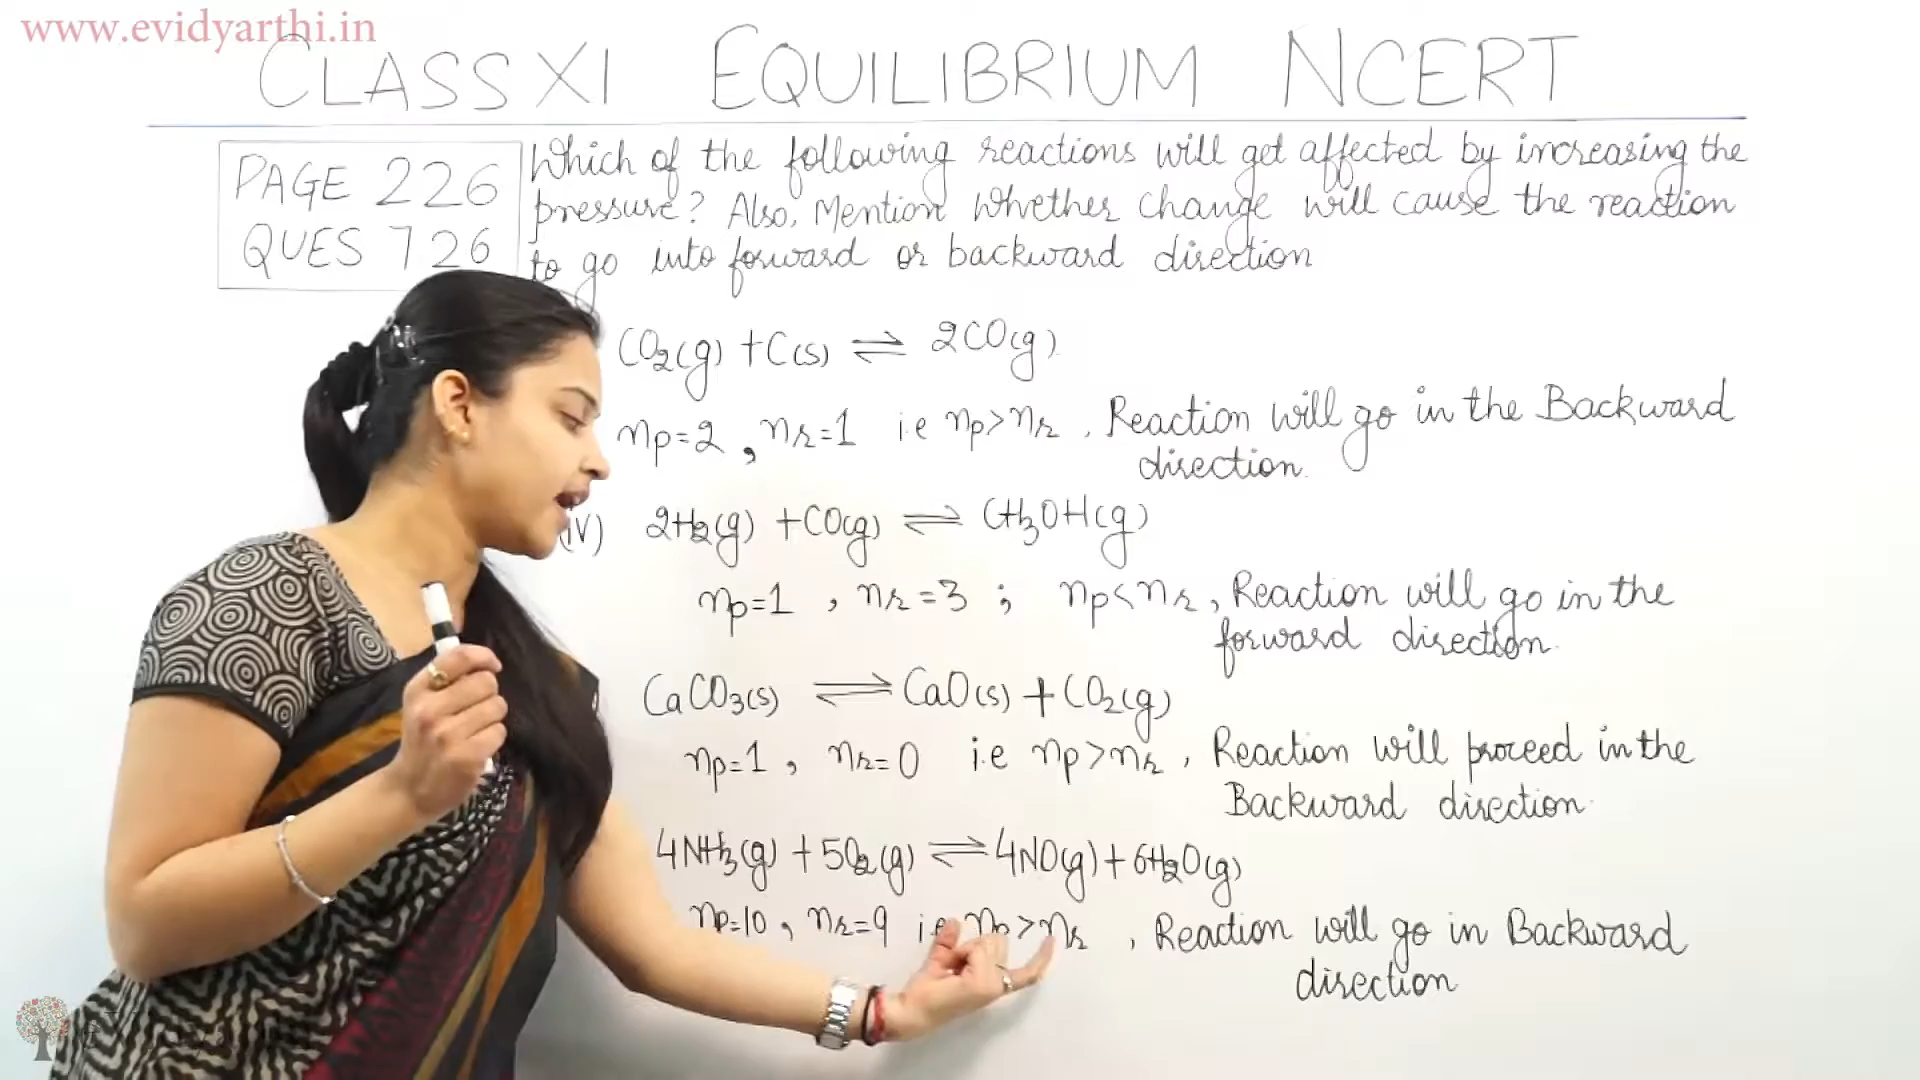 www.evidyarthi.in
CLASS XI EQUILIBRIUM NCERT
PAGE 226
QUES 726
Which of the following reactions will get affected by increasing the
pressure? Also, Mention Whether change will cause the reaction
to go into forward or backward direction
CO₂(g) + C(s) ⇌ 2CO(g)
np=2, nr=1 i.e np>nr, Reaction will go in the Backward
direction.
(iv) 2H₂(g) + CO(g) ⇌ CH₃OH(g)
np=1, nr=3; np<nr, Reaction will go in the
forward direction.
CaCO₃(s) ⇌ CaO(s) + CO₂(g)
np=1, nr=0 i.e np>nr, Reaction will proceed in the
Backward direction.
4NH₃(g) + 5O₂(g) ⇌ 4NO(g) + 6H₂O(g)
np=10, nr=9 i.e np>nr, Reaction will go in Backward
direction